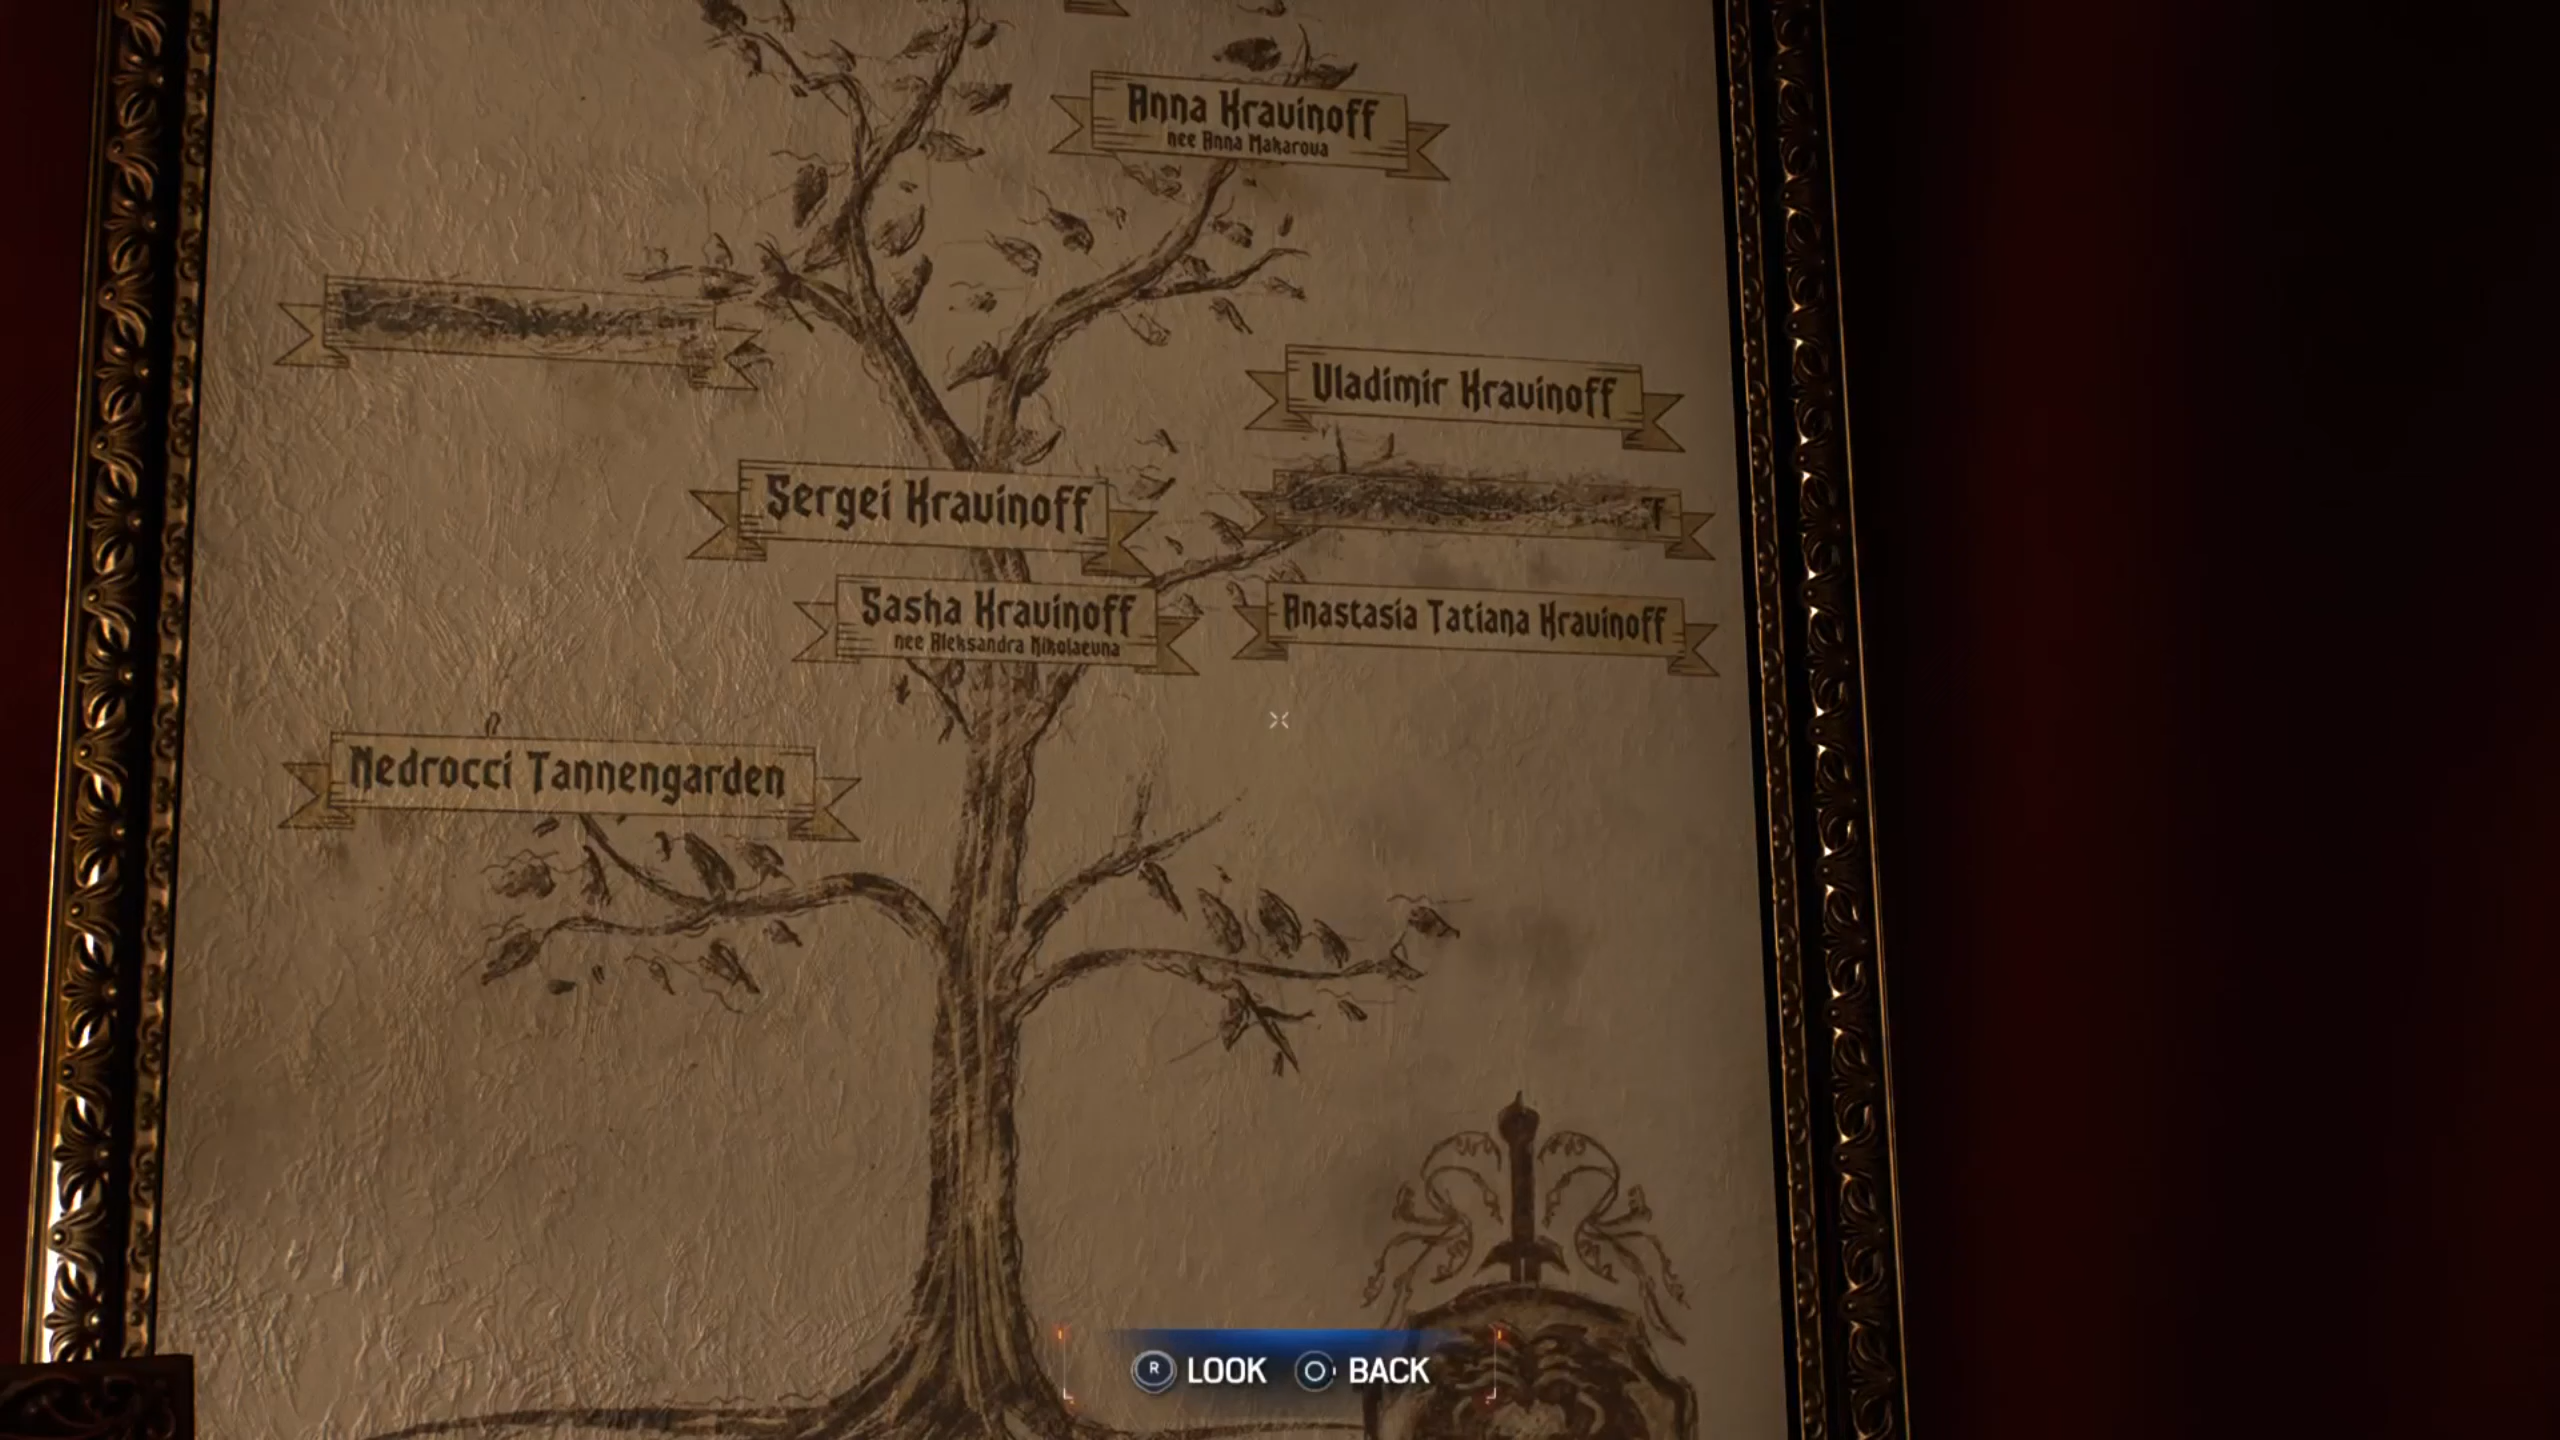 Anna Kravinoff
nee Anna Makarova
Vladimir Kravinoff
Sergei Kravinoff
Sasha Kravinoff
nee Aleksandra Nikolaevna
Anastasia Tatiana Kravinoff
Nedrocci Tannengarden
R LOOK BACK